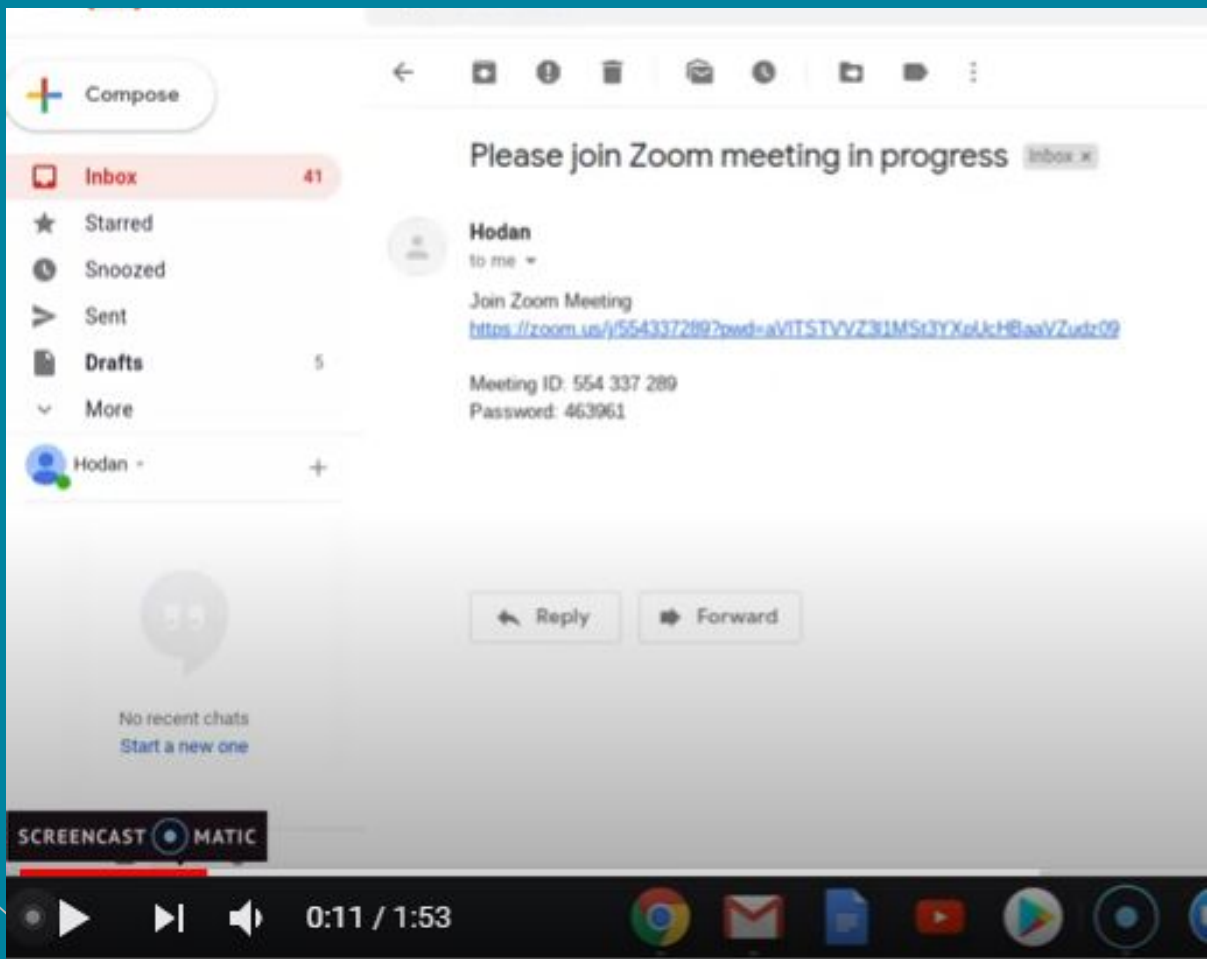 Compose
Inbox 41
Starred
Snoozed
Sent
Drafts 5
More
Hodan
No recent chats
Start a new one
Please join Zoom meeting in progress Inbox x
Hodan
to me
Join Zoom Meeting
Meeting ID: 554 337 289
Password: 463961
Reply Forward
SCREENCAST MATIC
0:11 / 1:53